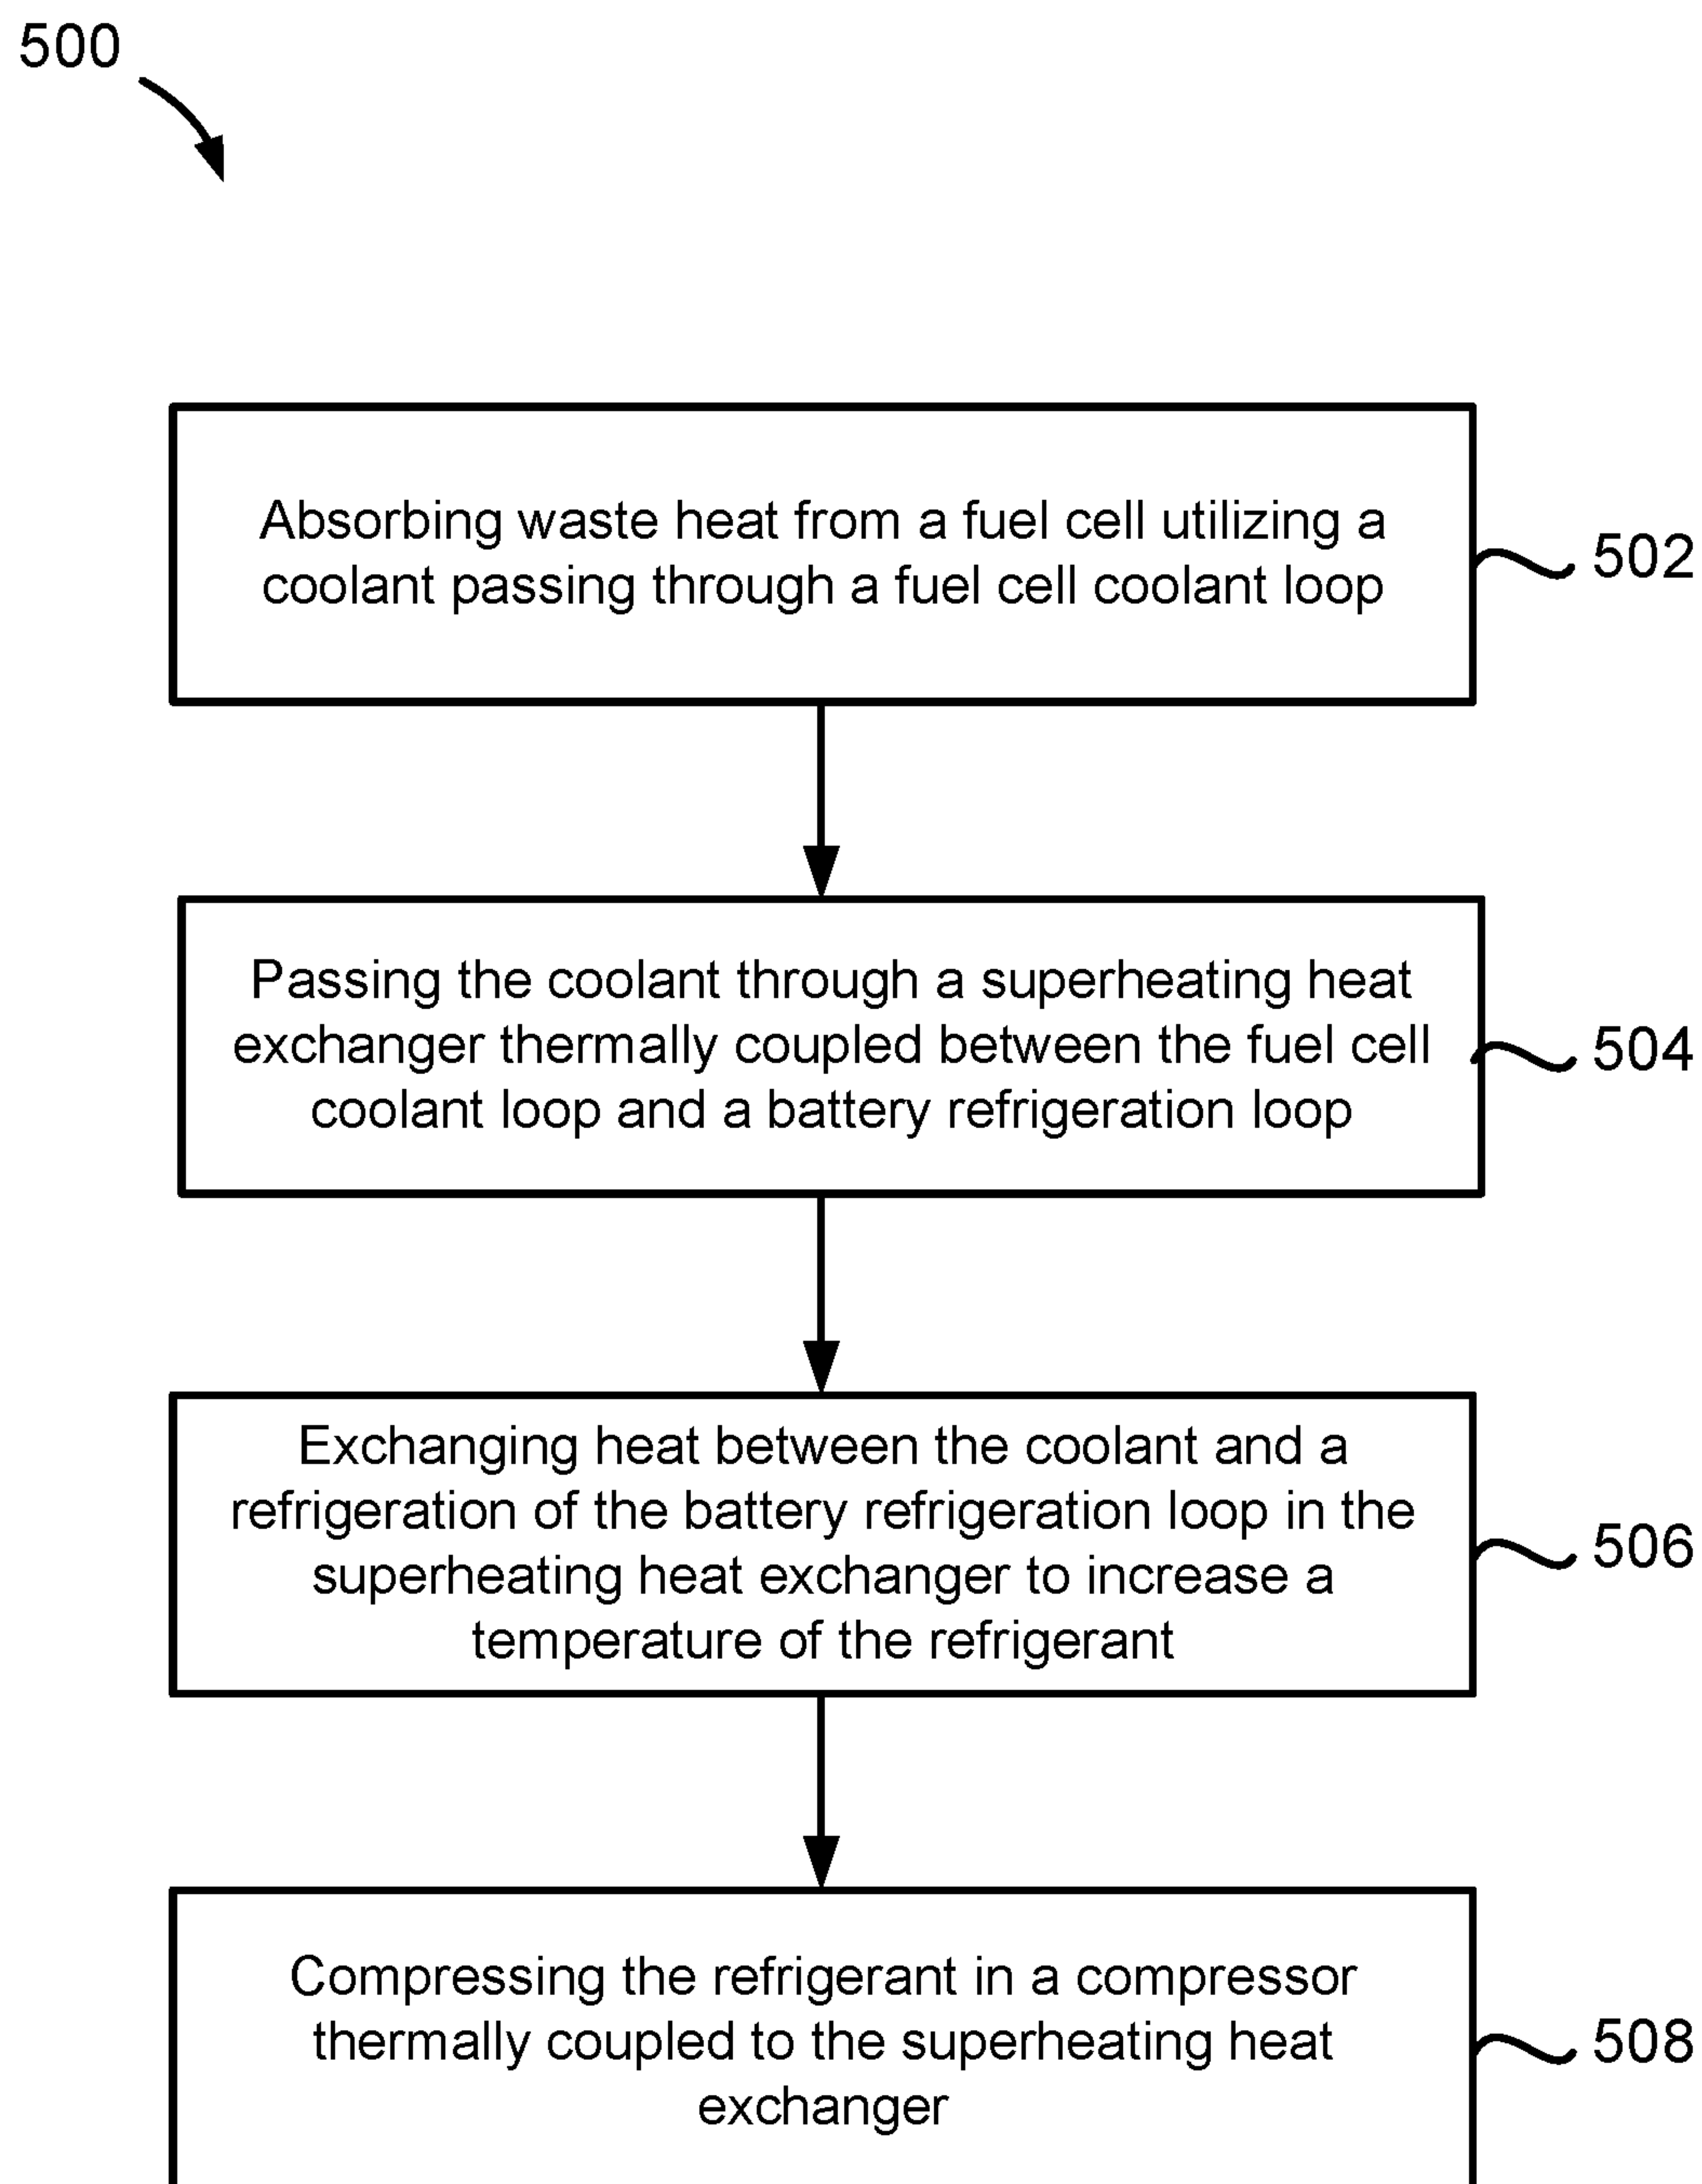 500
Absorbing waste heat from a fuel cell utilizing a
coolant passing through a fuel cell coolant loop
502
Passing the coolant through a superheating heat
exchanger thermally coupled between the fuel cell
coolant loop and a battery refrigeration loop
504
Exchanging heat between the coolant and a
refrigeration of the battery refrigeration loop in the
superheating heat exchanger to increase a
temperature of the refrigerant
506
Compressing the refrigerant in a compressor
thermally coupled to the superheating heat
exchanger
508